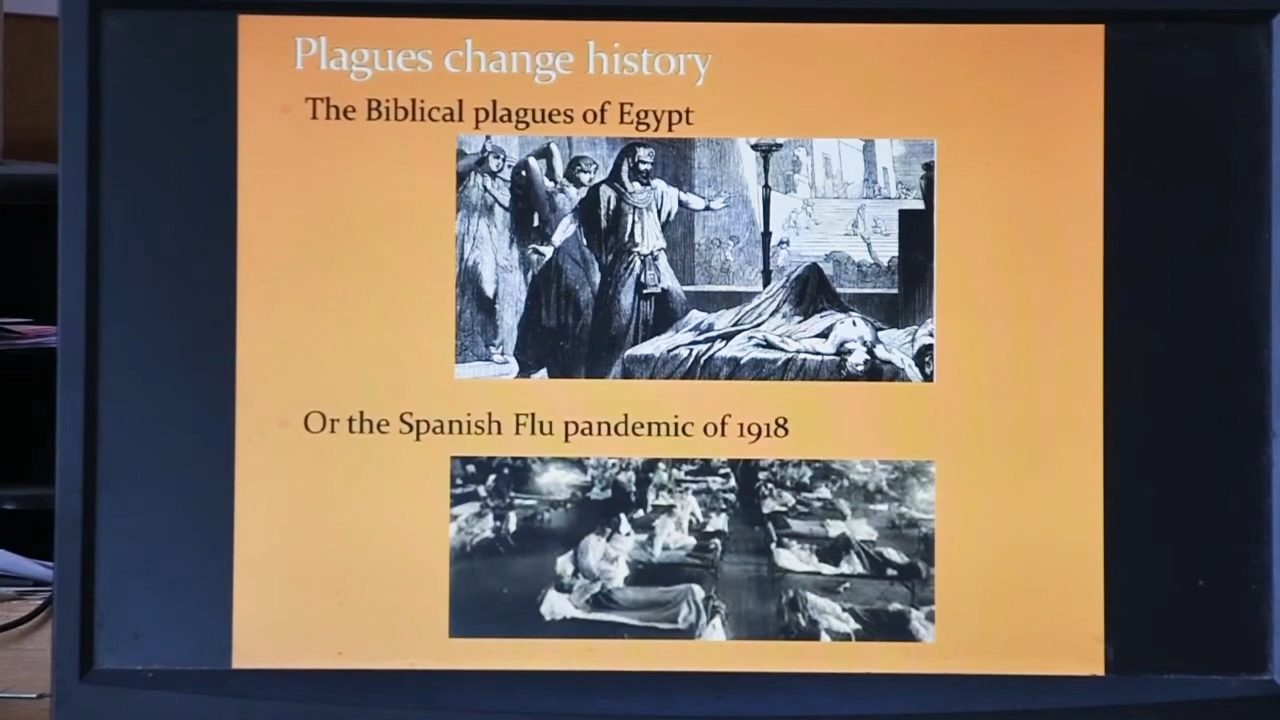 Plagues change history
The Biblical plagues of Egypt
Or the Spanish Flu pandemic of 1918